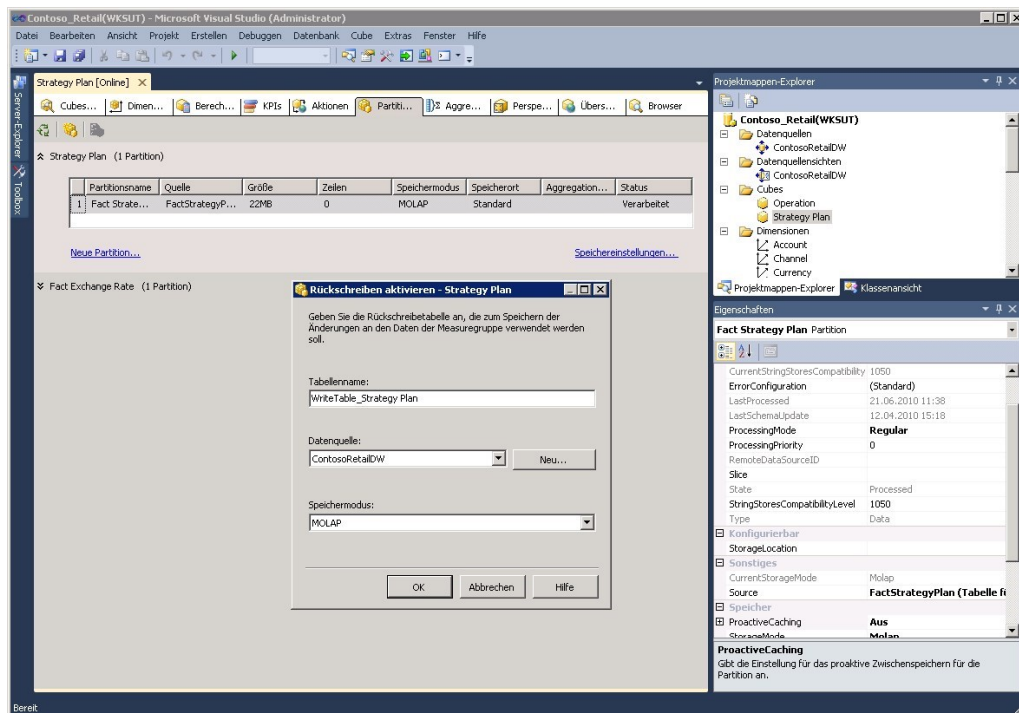 Contoso_Retail(WKSUT) - Microsoft Visual Studio (Administrator)
Datei Bearbeiten Ansicht Projekt Erstellen Debuggen Datenbank Cube Extras Fenster Hilfe
Server-Explorer
Toolbox
Strategy Plan [Online]
Cubes... Dimen... Berech... KPIs Aktionen Partiti... Aggre... Perspe... Übers... Browser
Strategy Plan (1 Partition)
Partitionsname Quelle Größe Zeilen Speichermodus Speicherort Aggregation... Status
1 Fact Strate... FactStrategyP... 22MB 0 MOLAP Standard Verarbeitet
Neue Partition... Speichereinstellungen...
Fact Exchange Rate (1 Partition)
Rückschreiben aktivieren - Strategy Plan
Geben Sie die Rückschreibetabelle an, die zum Speichern der
Änderungen an den Daten der Measuregruppe verwendet werden
soll.
Tabellenname:
WriteTable_Strategy Plan
Datenquelle:
ContosoRetailDW Neu...
Speichermodus:
MOLAP
OK Abbrechen Hilfe
Projektmappen-Explorer
Contoso_Retail(WKSUT)
Datenquellen
ContosoRetailDW
Datenquellensichten
ContosoRetailDW
Cubes
Operation
Strategy Plan
Dimensionen
Account
Channel
Currency
Projektmappen-Explorer Klassenansicht
Eigenschaften
Fact Strategy Plan Partition
CurrentStringStoresCompatibility 1050
ErrorConfiguration (Standard)
LastProcessed 21.06.2010 11:38
LastSchemaUpdate 12.04.2010 15:18
ProcessingMode Regular
ProcessingPriority 0
RemoteDataSourceID
Slice
State Processed
StringStoresCompatibilityLevel 1050
Type Data
Konfigurierbar
StorageLocation
Sonstiges
CurrentStorageMode Molap
Source FactStrategyPlan (Tabelle fü
Speicher
ProactiveCaching Aus
StorageMode Molap
ProactiveCaching
Gibt die Einstellung für das proaktive Zwischenspeichern für die
Partition an.
Bereit